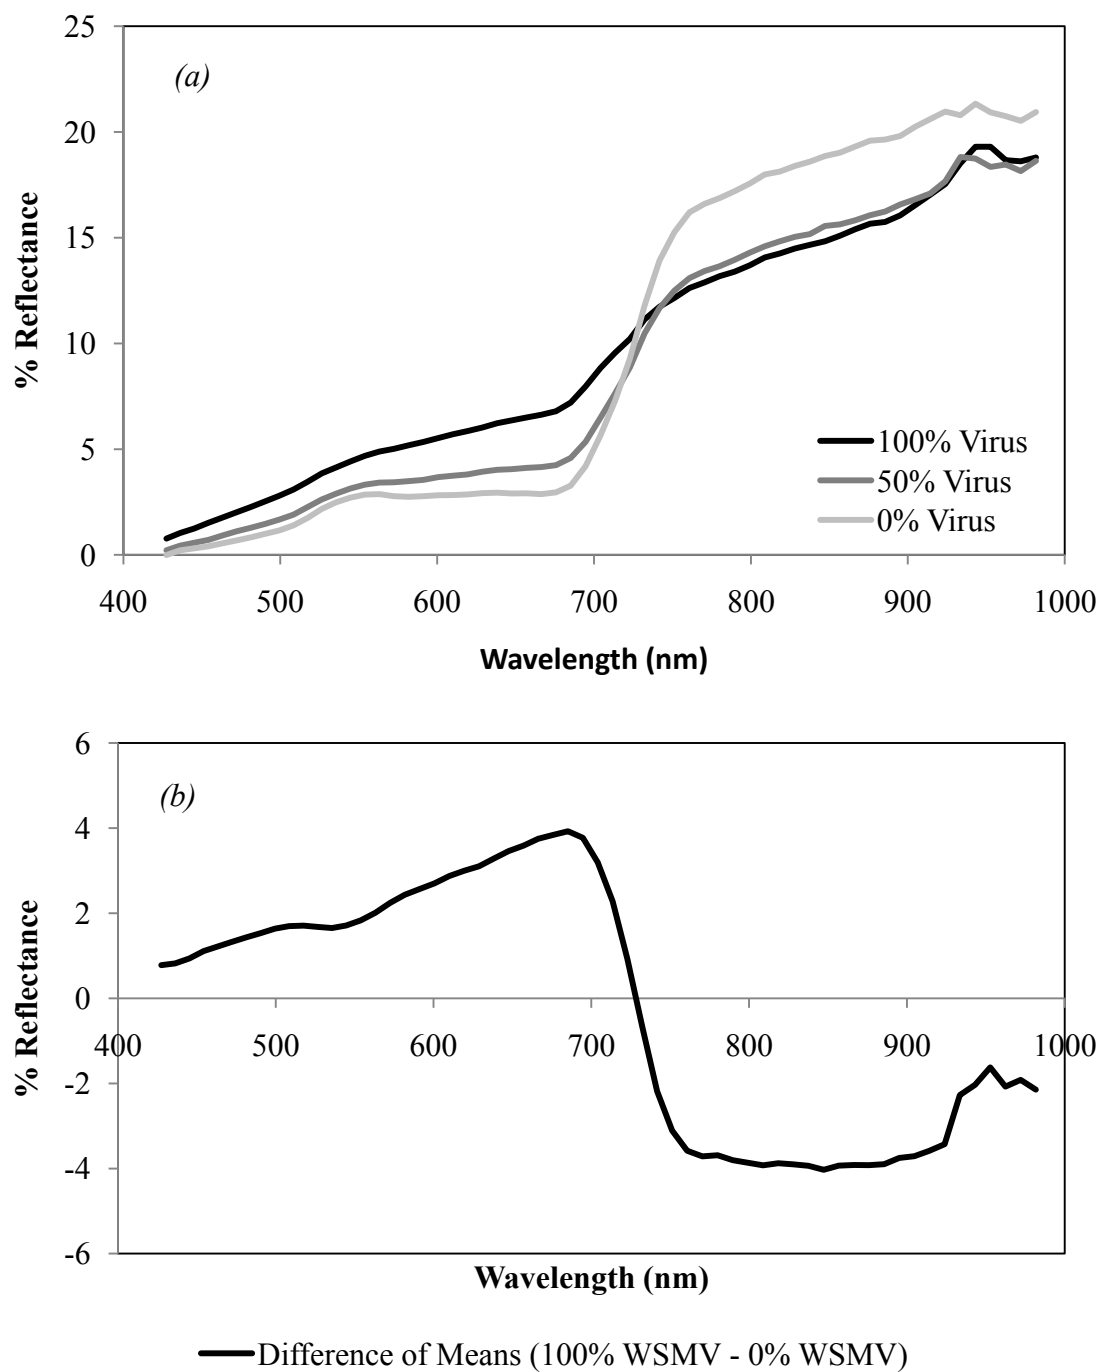 25
(a)
20
15
10
5
0
% Reflectance
100% Virus
50% Virus
0% Virus
400 500 600 700 800 900 1000
Wavelength (nm)
6
(b)
4
2
0
-2
-4
-6
% Reflectance
400 500 600 700 800 900 1000
Wavelength (nm)
Difference of Means (100% WSMV - 0% WSMV)